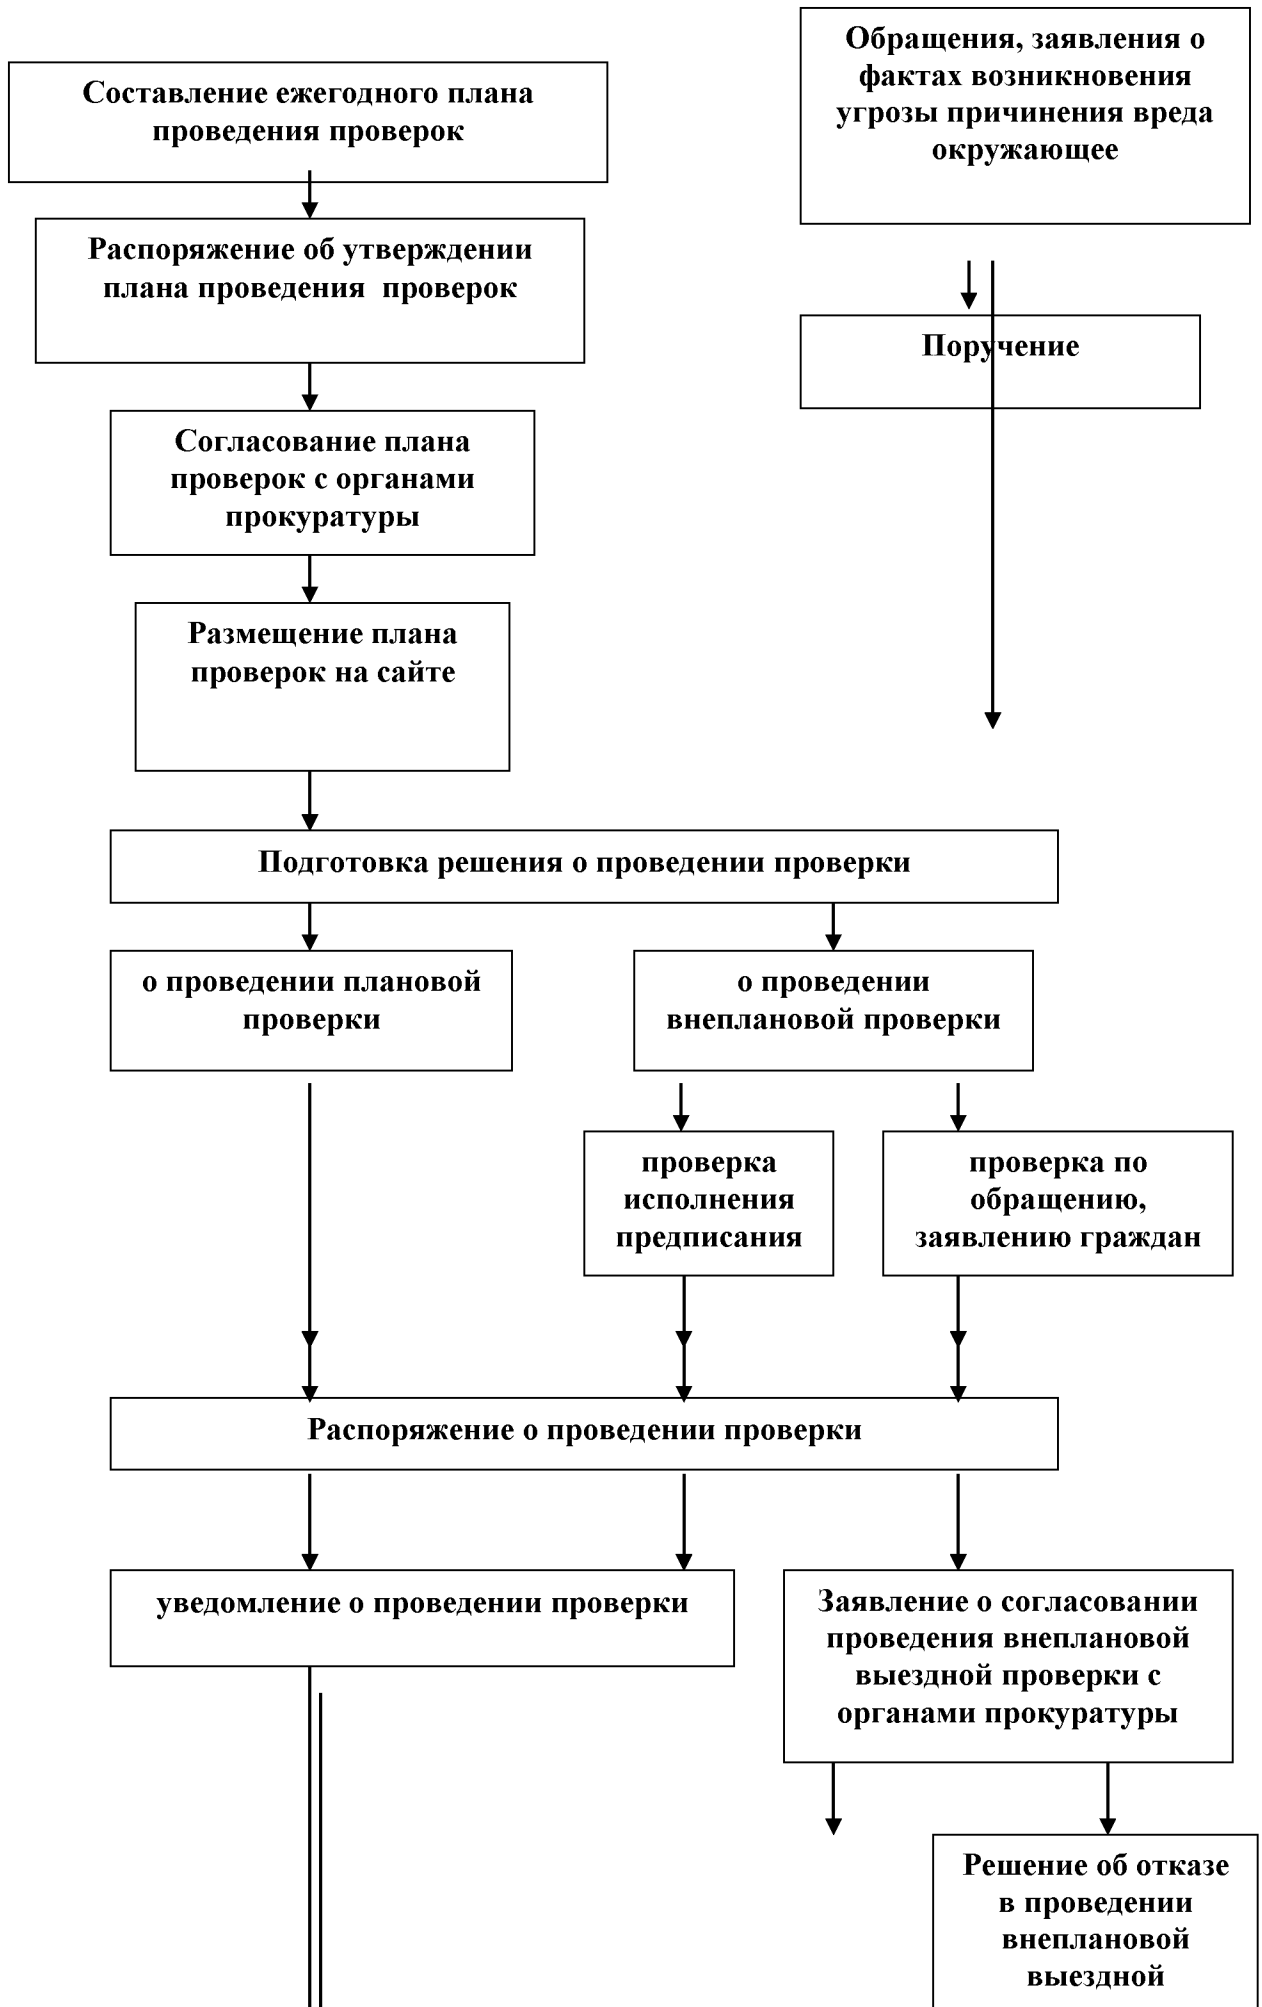 Составление ежегодного плана
проведения проверок
Обращения, заявления о
фактах возникновения
угрозы причинения вреда
окружающее
Распоряжение об утверждении
плана проведения проверок
Поручение
Согласование плана
проверок с органами
прокуратуры
Размещение плана
проверок на сайте
Подготовка решения о проведении проверки
о проведении плановой
проверки
о проведении
внеплановой проверки
проверка
исполнения
предписания
проверка по
обращению,
заявлению граждан
Распоряжение о проведении проверки
уведомление о проведении проверки
Заявление о согласовании
проведения внеплановой
выездной проверки с
органами прокуратуры
Решение об отказе
в проведении
внеплановой
выездной